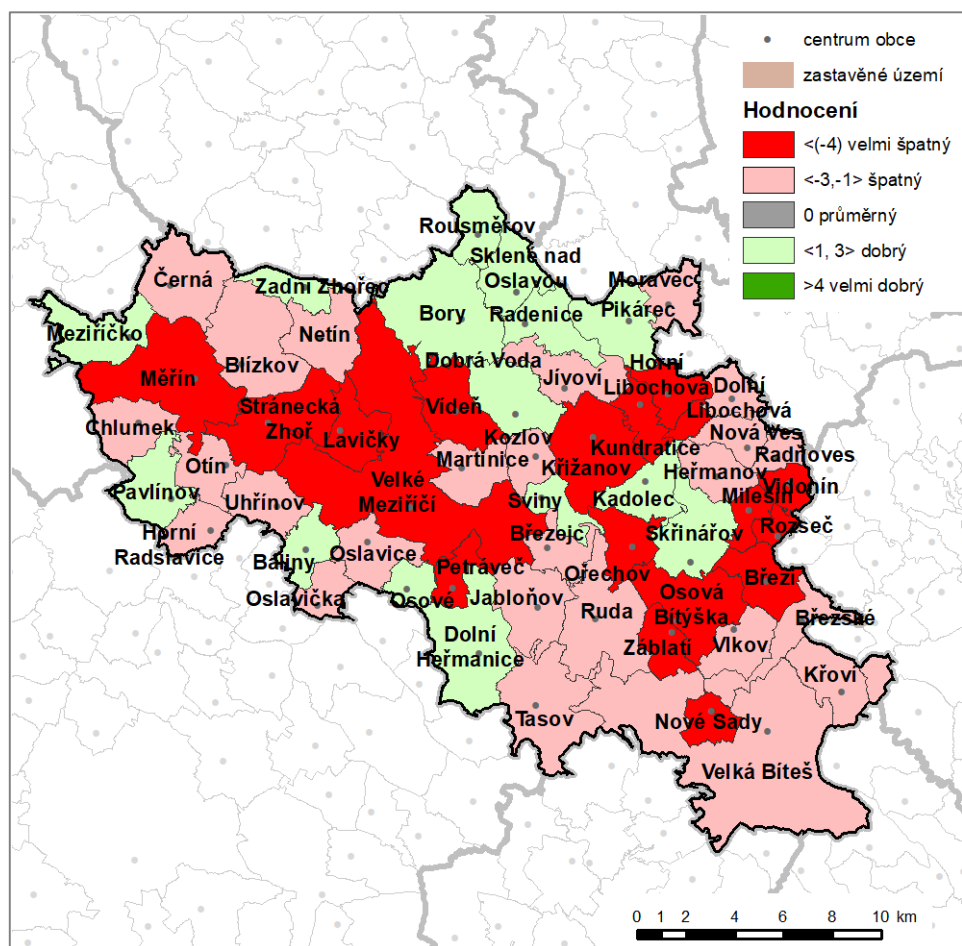 centrum obce
zastavěné území
Hodnocení
<(-4) velmi špatný
<-3,-1> špatný
0 průměrný
<1, 3> dobrý
>4 velmi dobrý
Rousměrov
Sklené nad
Oslavou
Černá
Zadní Zhořec
Moravec
Pikárec
Bory
Radenice
Meziříčko
Netín
Blízkov
Dobrá Voda
Horní
Libochová
Jívoví
Dolní
Libochová
Měřín
Stránecká
Zhoř
Lavičky
Vídeň
Chlumek
Kozlov
Kundratice
Nová Ves
Radňoves
Otín
Martinice
Křižanov
Heřmanov
Velké
Meziříčí
Vidonín
Milešín
Pavlínov
Uhřínov
Sviny
Kadolec
Rozseč
Horní
Radslavice
Skřinářov
Březejc
Baliny
Oslavice
Ořechov
Petráveč
Březí
Oslavička
Osové
Jabloňov
Osová
Bítýška
Ruda
Březské
Dolní
Heřmanice
Záblatí
Vlkov
Křoví
Tasov
Nové Sady
Velká Bíteš
0 1 2 4 6 8 10 km